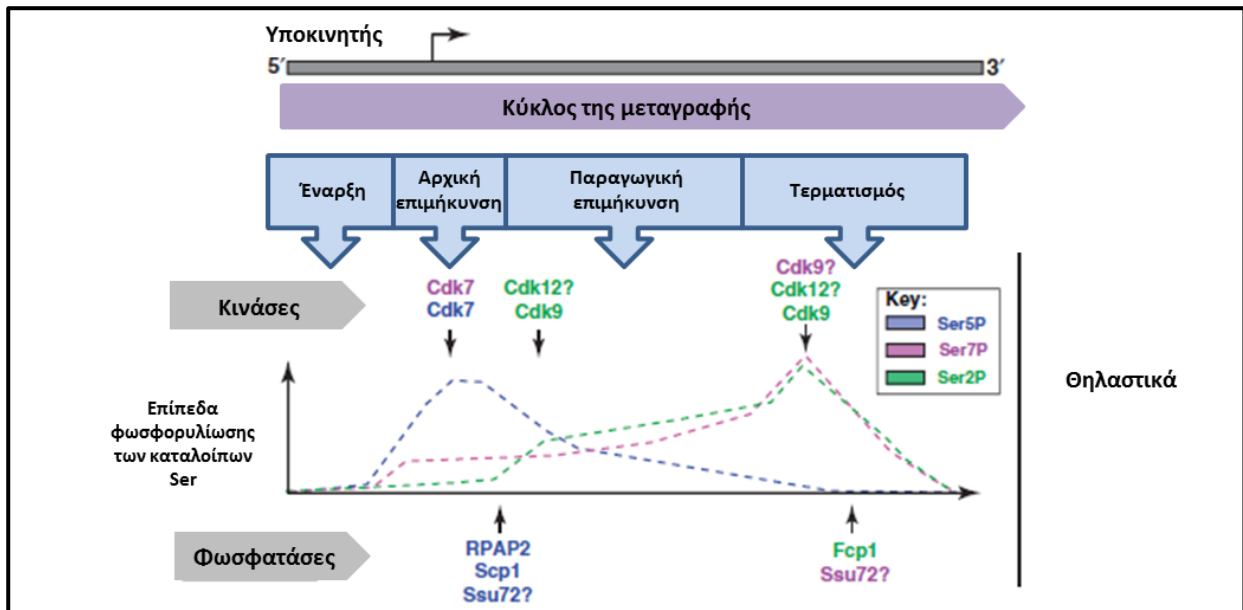 Υποκινητής
5′ 3′
Κύκλος της μεταγραφής
Έναρξη
Αρχική
επιμήκυνση
Παραγωγική
επιμήκυνση
Τερματισμός
Κινάσες
Cdk7
Cdk7
Cdk12?
Cdk9
Cdk9?
Cdk12?
Cdk9
Key:
Ser5P
Ser7P
Ser2P
Θηλαστικά
Επίπεδα
φωσφορυλίωσης
των καταλοίπων
Ser
Φωσφατάσες
RPAP2
Scp1
Ssu72?
Fcp1
Ssu72?